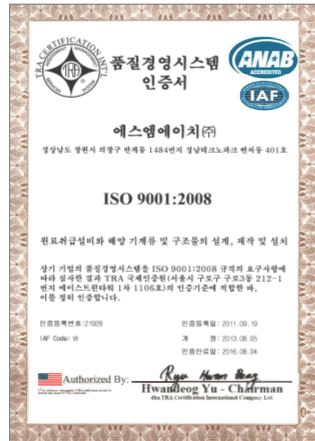 TRA CERTIFICATION INT'L
TRA
품질경영시스템
인증서
ANAB
ACCREDITED
IAF
에스엠에이치㈜
경상남도 창원시 의창구 반계동 1484번지 경남테크노파크 벤처동 401호
ISO 9001:2008
원료취급설비와 해양 기계류 및 구조물의 설계, 제작 및 설치
상기 기업의 품질경영시스템을 ISO 9001:2008 규격의 요구사항에
따라 심사한 결과 TRA 국제인증원(서울시 구로구 구로3동 212-1
번지 에이스트윈타워 1차 1106호)의 인증기준에 적합한 바,
이를 정히 인증합니다.
인증등록번호:21928
인증등록일: 2011.09.19
IAF Code: 18
개 정: 2013.08.05
인증만료일: 2016.08.04
Authorized By:
Hwandeog Yu - Chairman
dba TRA Certification International Company Ltd.